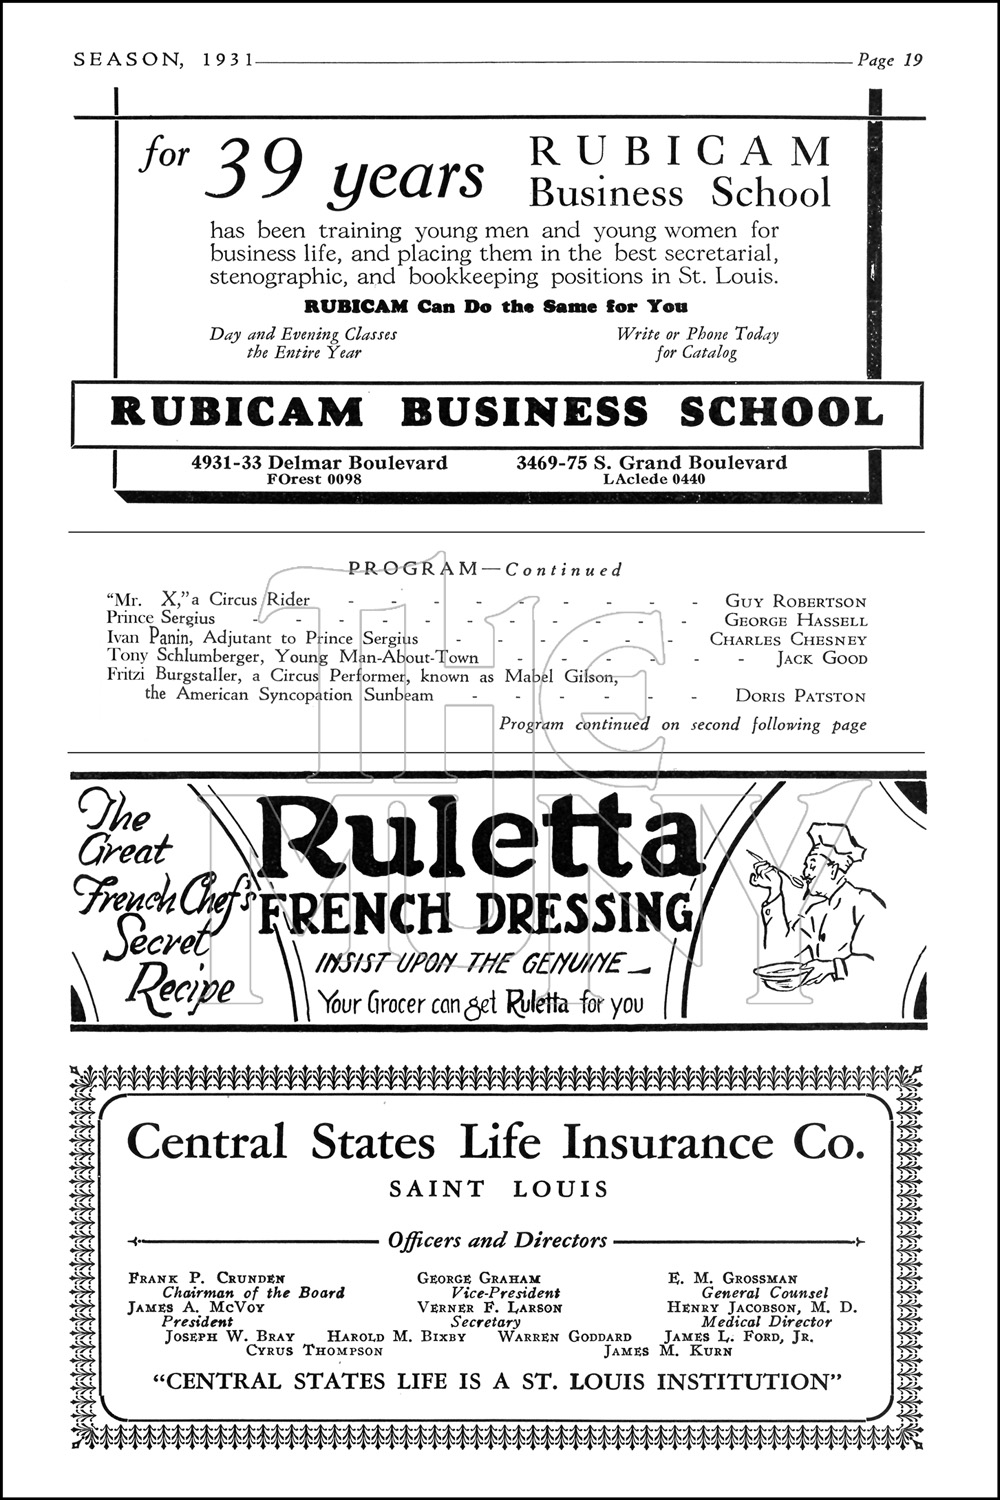 SEASON, 1931 Page 19
for 39 years RUBICAM
Business School
has been training young men and young women for
business life, and placing them in the best secretarial,
stenographic, and bookkeeping positions in St. Louis.
RUBICAM Can Do the Same for You
Day and Evening Classes Write or Phone Today
the Entire Year for Catalog
RUBICAM BUSINESS SCHOOL
4931-33 Delmar Boulevard 3469-75 S. Grand Boulevard
FOrest 0098 LAclede 0440
PROGRAM—Continued
"Mr. X," a Circus Rider - - - - - - - - - GUY ROBERTSON
Prince Sergius - - - - - - - - - - - GEORGE HASSELL
Ivan Panin, Adjutant to Prince Sergius - - - - - - CHARLES CHESNEY
Tony Schlumberger, Young Man-About-Town - - - - - - JACK GOOD
Fritzi Burgstaller, a Circus Performer, known as Mabel Gilson,
the American Syncopation Sunbeam - - - - - - DORIS PATSTON
Program continued on second following page
THE
MUNY
The
Great
French Chef's
Secret
Recipe
Ruletta
FRENCH DRESSING
INSIST UPON THE GENUINE—
Your Grocer can get Ruletta for you
Central States Life Insurance Co.
SAINT LOUIS
Officers and Directors
FRANK P. CRUNDEN GEORGE GRAHAM E. M. GROSSMAN
Chairman of the Board Vice-President General Counsel
JAMES A. MCVOY VERNER F. LARSON HENRY JACOBSON, M. D.
President Secretary Medical Director
JOSEPH W. BRAY HAROLD M. BIXBY WARREN GODDARD JAMES L. FORD, JR.
CYRUS THOMPSON JAMES M. KURN
"CENTRAL STATES LIFE IS A ST. LOUIS INSTITUTION"